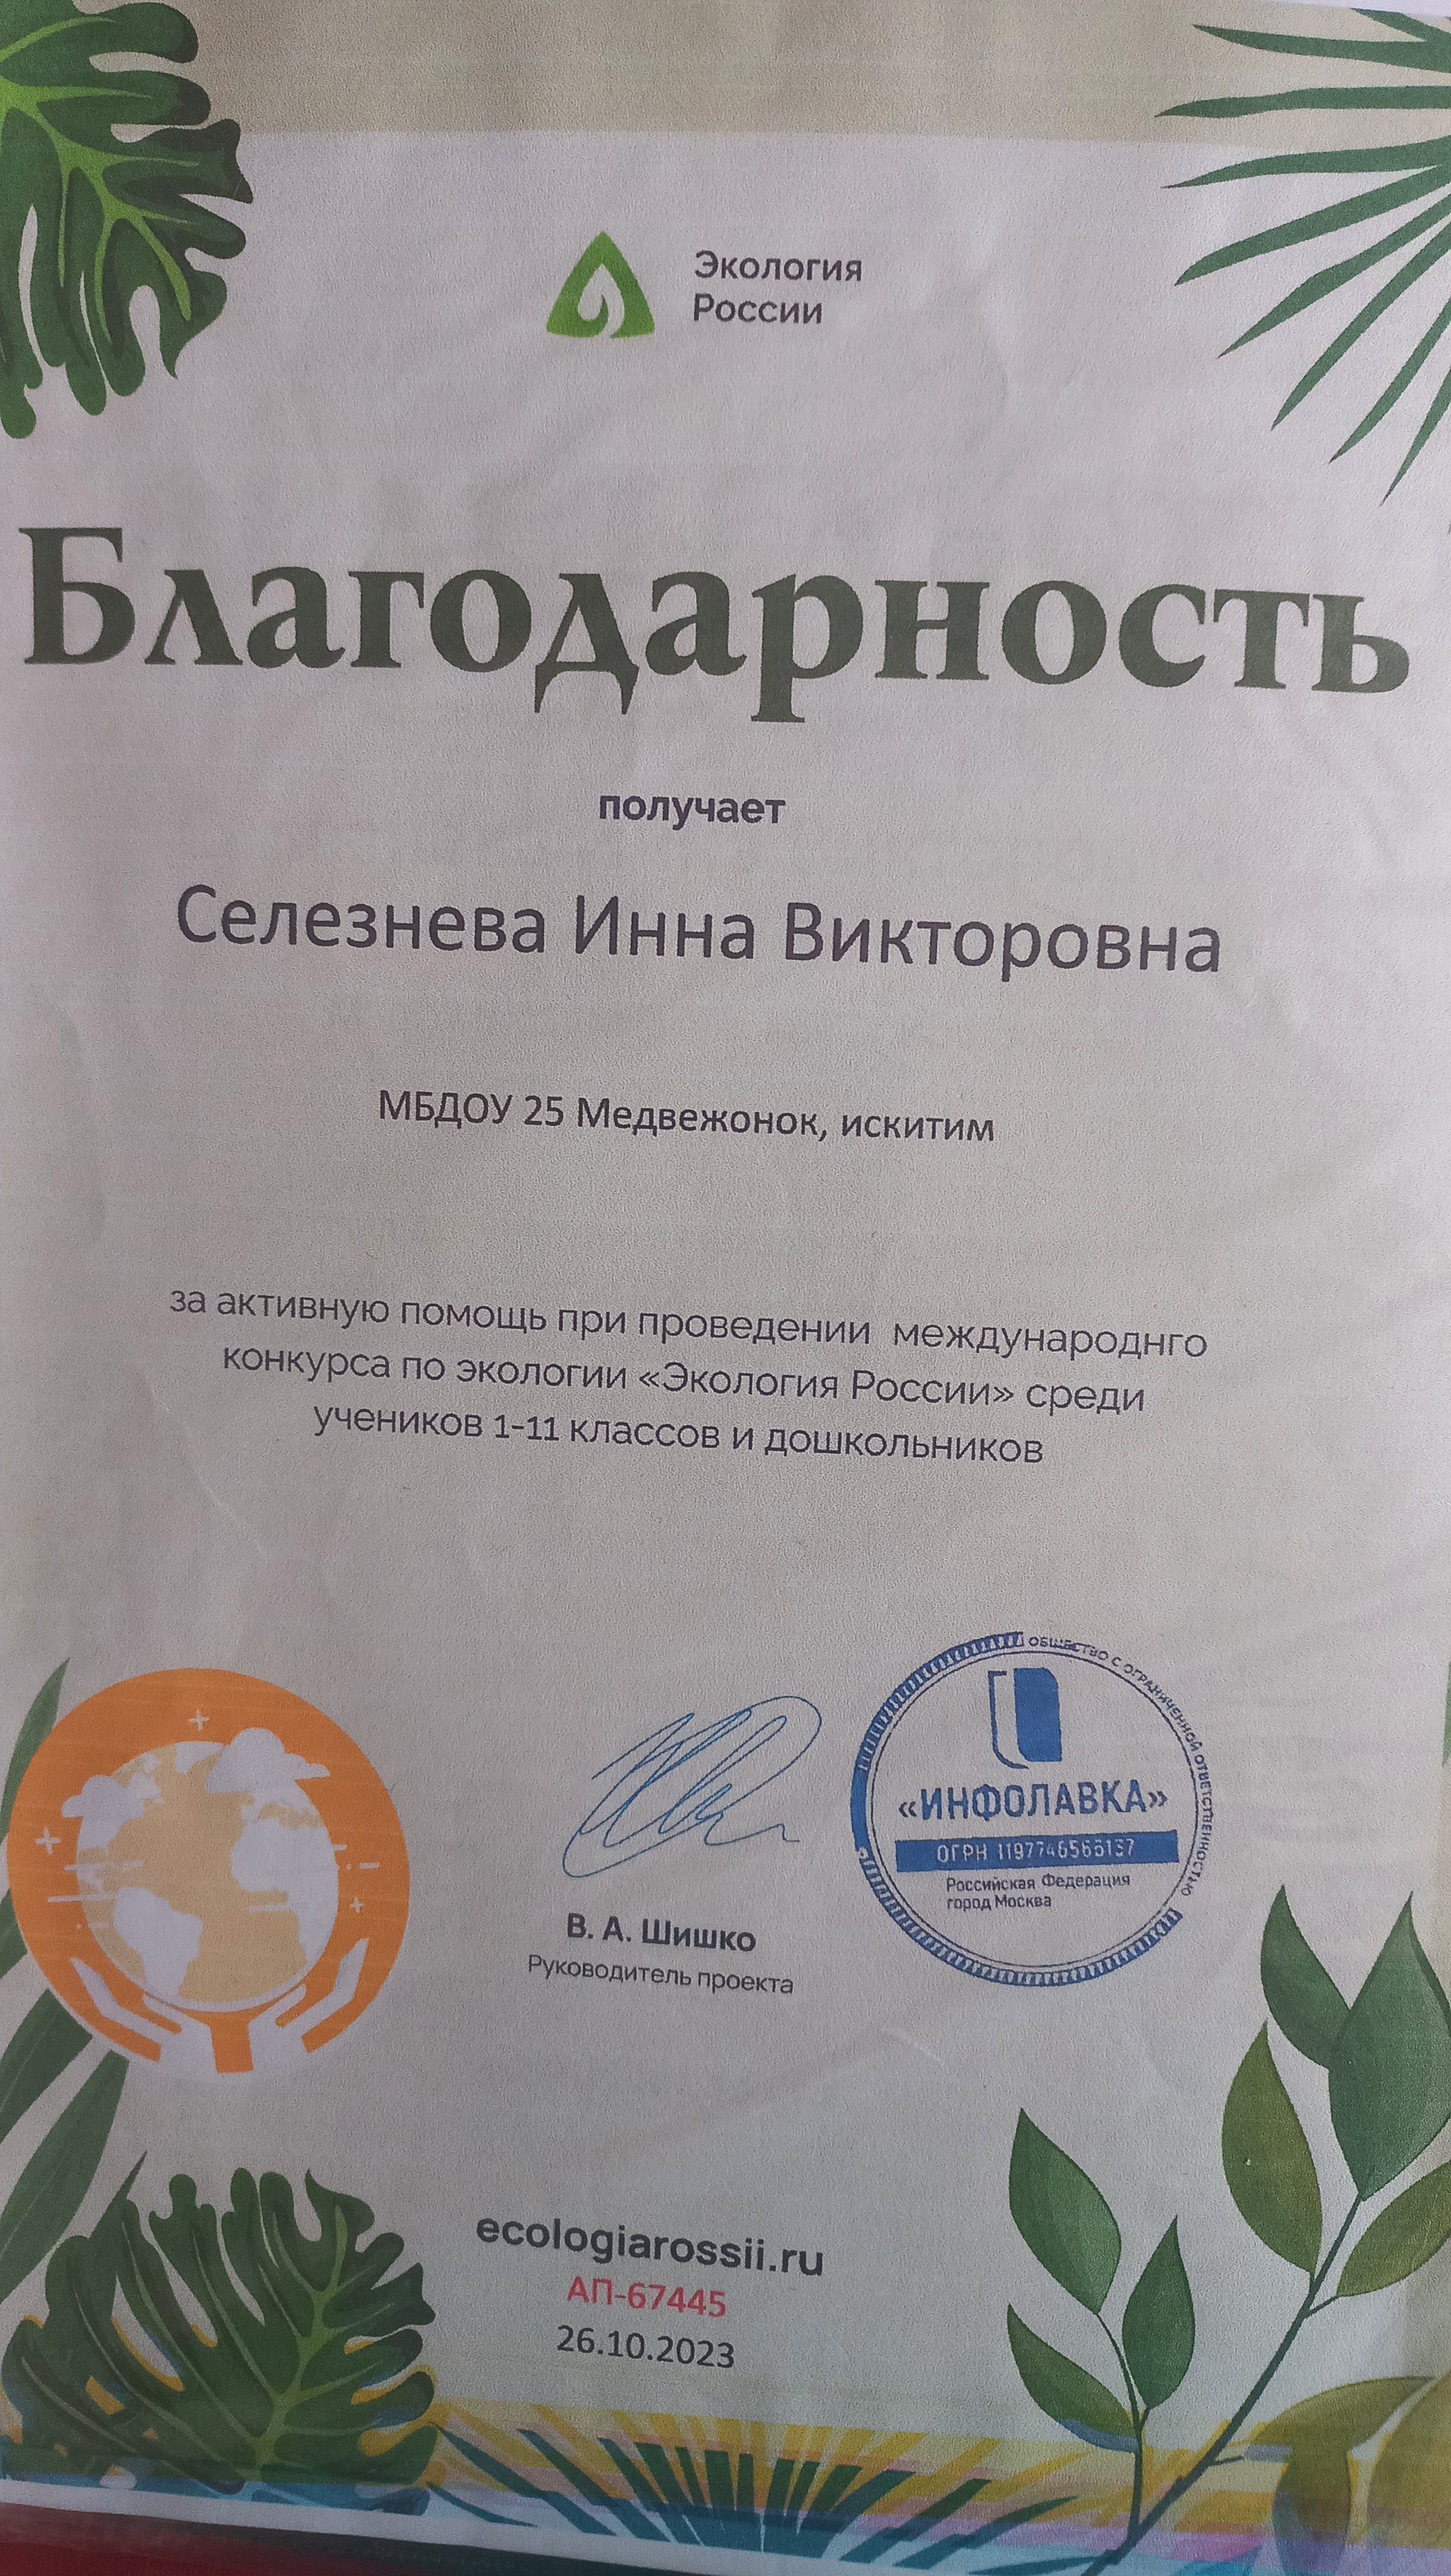 Экология
России
Благодарность
получает
Селезнева Инна Викторовна
МБДОУ 25 Медвежонок, искитим
за активную помощь при проведении международнго
конкурса по экологии «Экология России» среди
учеников 1-11 классов и дошкольников
В. А. Шишко
Руководитель проекта
ОБЩЕСТВО С ОГРАНИЧЕННОЙ ОТВЕТСТВЕННОСТЬЮ
«ИНФОЛАВКА»
ОГРН
Российская Федерация
город Москва
ecologiarossii.ru
АП-67445
26.10.2023